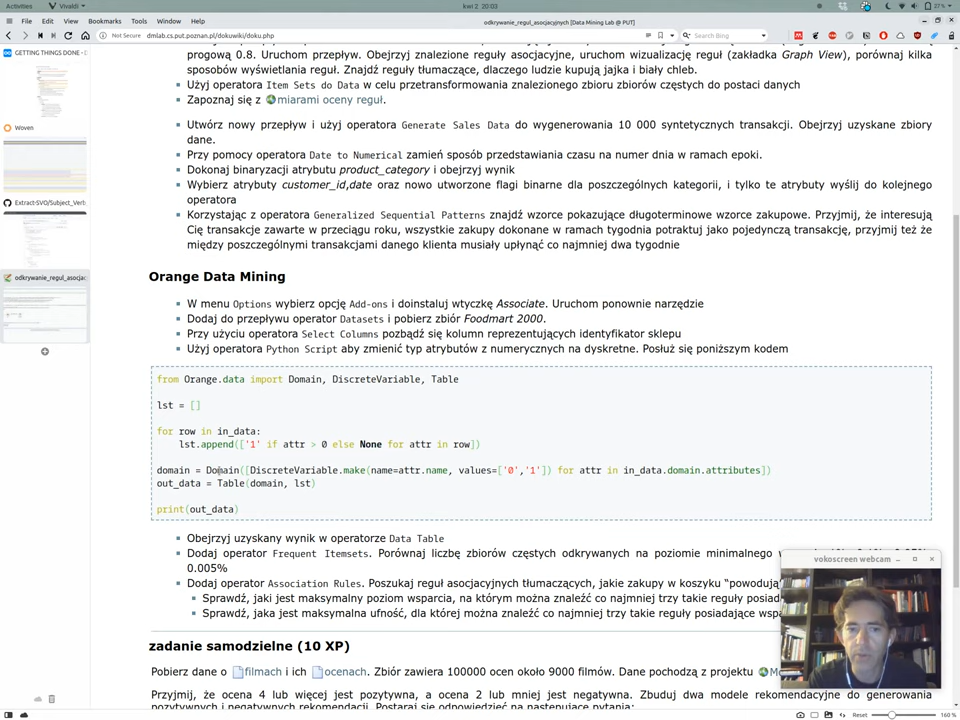 Activities
Vivaldi
kwi 2 20:03
27%
File Edit View Bookmarks Tools Window Help
odkrywanie_regul_asocjacyjnych [Data Mining Lab @ PUT]
Not Secure dmlab.cs.put.poznan.pl/dokuwiki/doku.php
Search Bing
GETTING THINGS DONE -
Woven
Extract-SVO/Subject_Verb
odkrywanie_regul_asocja
progową 0.8. Uruchom przepływ. Obejrzyj znalezione reguły asocjacyjne, uruchom wizualizację reguł (zakładka Graph View), porównaj kilka
sposobów wyświetlania reguł. Znajdź reguły tłumaczące, dlaczego ludzie kupują jajka i biały chleb.
Użyj operatora Item Sets do Data w celu przetransformowania znalezionego zbioru zbiorów częstych do postaci danych
Zapoznaj się z miarami oceny reguł.
Utwórz nowy przepływ i użyj operatora Generate Sales Data do wygenerowania 10 000 syntetycznych transakcji. Obejrzyj uzyskane zbiory
dane.
Przy pomocy operatora Date to Numerical zamień sposób przedstawiania czasu na numer dnia w ramach epoki.
Dokonaj binaryzacji atrybutu product_category i obejrzyj wynik
Wybierz atrybuty customer_id,date oraz nowo utworzone flagi binarne dla poszczególnych kategorii, i tylko te atrybuty wyślij do kolejnego
operatora
Korzystając z operatora Generalized Sequential Patterns znajdź wzorce pokazujące długoterminowe wzorce zakupowe. Przyjmij, że interesują
Cię transakcje zawarte w przeciągu roku, wszystkie zakupy dokonane w ramach tygodnia potraktuj jako pojedynczą transakcję, przyjmij też że
między poszczególnymi transakcjami danego klienta musiały upłynąć co najmniej dwa tygodnie
Orange Data Mining
W menu Options wybierz opcję Add-ons i doinstaluj wtyczkę Associate. Uruchom ponownie narzędzie
Dodaj do przepływu operator Datasets i pobierz zbiór Foodmart 2000.
Przy użyciu operatora Select Columns pozbądź się kolumn reprezentujących identyfikator sklepu
Użyj operatora Python Script aby zmienić typ atrybutów z numerycznych na dyskretne. Posłuż się poniższym kodem
from Orange.data import Domain, DiscreteVariable, Table
lst = []
for row in in_data:
lst.append(['1' if attr > 0 else None for attr in row])
domain = Domain([DiscreteVariable.make(name=attr.name, values=['0','1']) for attr in in_data.domain.attributes])
out_data = Table(domain, lst)
print(out_data)
Obejrzyj uzyskany wynik w operatorze Data Table
Dodaj operator Frequent Itemsets. Porównaj liczbę zbiorów częstych odkrywanych na poziomie minimalnego
0.005%
Dodaj operator Association Rules. Poszukaj reguł asocjacyjnych tłumaczących, jakie zakupy w koszyku “powodują
Sprawdź, jaki jest maksymalny poziom wsparcia, na którym można znaleźć co najmniej trzy takie reguły posiad
Sprawdź, jaka jest maksymalna ufność, dla której można znaleźć co najmniej trzy takie reguły posiadające wspa
vokoscreen webcam
zadanie samodzielne (10 XP)
Pobierz dane o filmach i ich ocenach. Zbiór zawiera 100000 ocen około 9000 filmów. Dane pochodzą z projektu
Przyjmij, że ocena 4 lub więcej jest pozytywna, a ocena 2 lub mniej jest negatywna. Zbuduj dwa modele rekomendacyjne do generowania
pozytywnych i negatywnych rekomendacji. Postaraj się odpowiedzieć na następujące pytania:
Reset
160 %